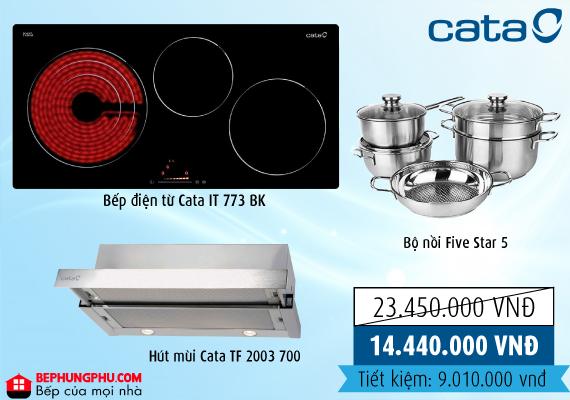 cata
cata
Bếp điện từ Cata IT 773 BK
Bộ nồi Five Star 5
cata
Hút mùi Cata TF 2003 700
23.450.000 VNĐ
14.440.000 VNĐ
Tiết kiệm: 9.010.000 vnđ
BEPHUNGPHU.COM
Bếp của mọi nhà